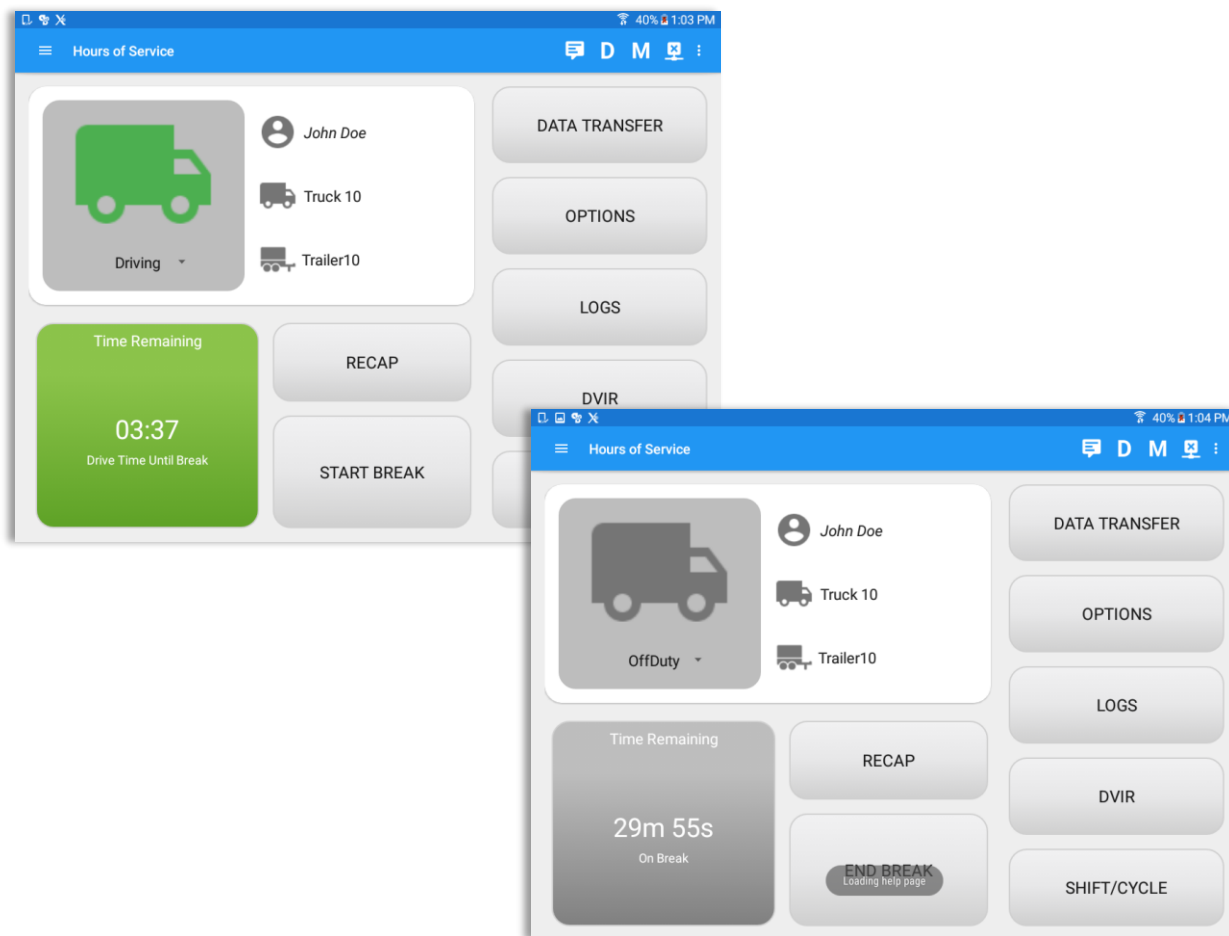 40% 1:03 PM
Hours of Service
D M
John Doe
Truck 10
Trailer10
Driving
DATA TRANSFER
OPTIONS
LOGS
DVIR
Time Remaining
03:37
Drive Time Until Break
RECAP
START BREAK
40% 1:04 PM
Hours of Service
D M
John Doe
Truck 10
Trailer10
OffDuty
DATA TRANSFER
OPTIONS
LOGS
DVIR
SHIFT/CYCLE
Time Remaining
29m 55s
On Break
RECAP
END BREAK
Loading help page